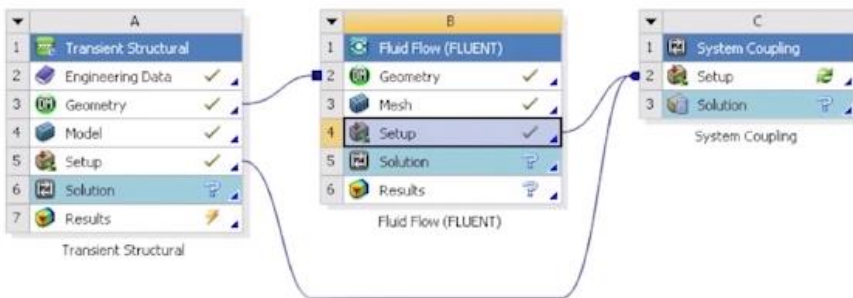 A
1 Transient Structural
2 Engineering Data
3 Geometry
4 Model
5 Setup
6 Solution
7 Results
Transient Structural
B
1 Fluid Flow (FLUENT)
2 Geometry
3 Mesh
4 Setup
5 Solution
6 Results
Fluid Flow (FLUENT)
C
1 System Coupling
2 Setup
3 Solution
System Coupling